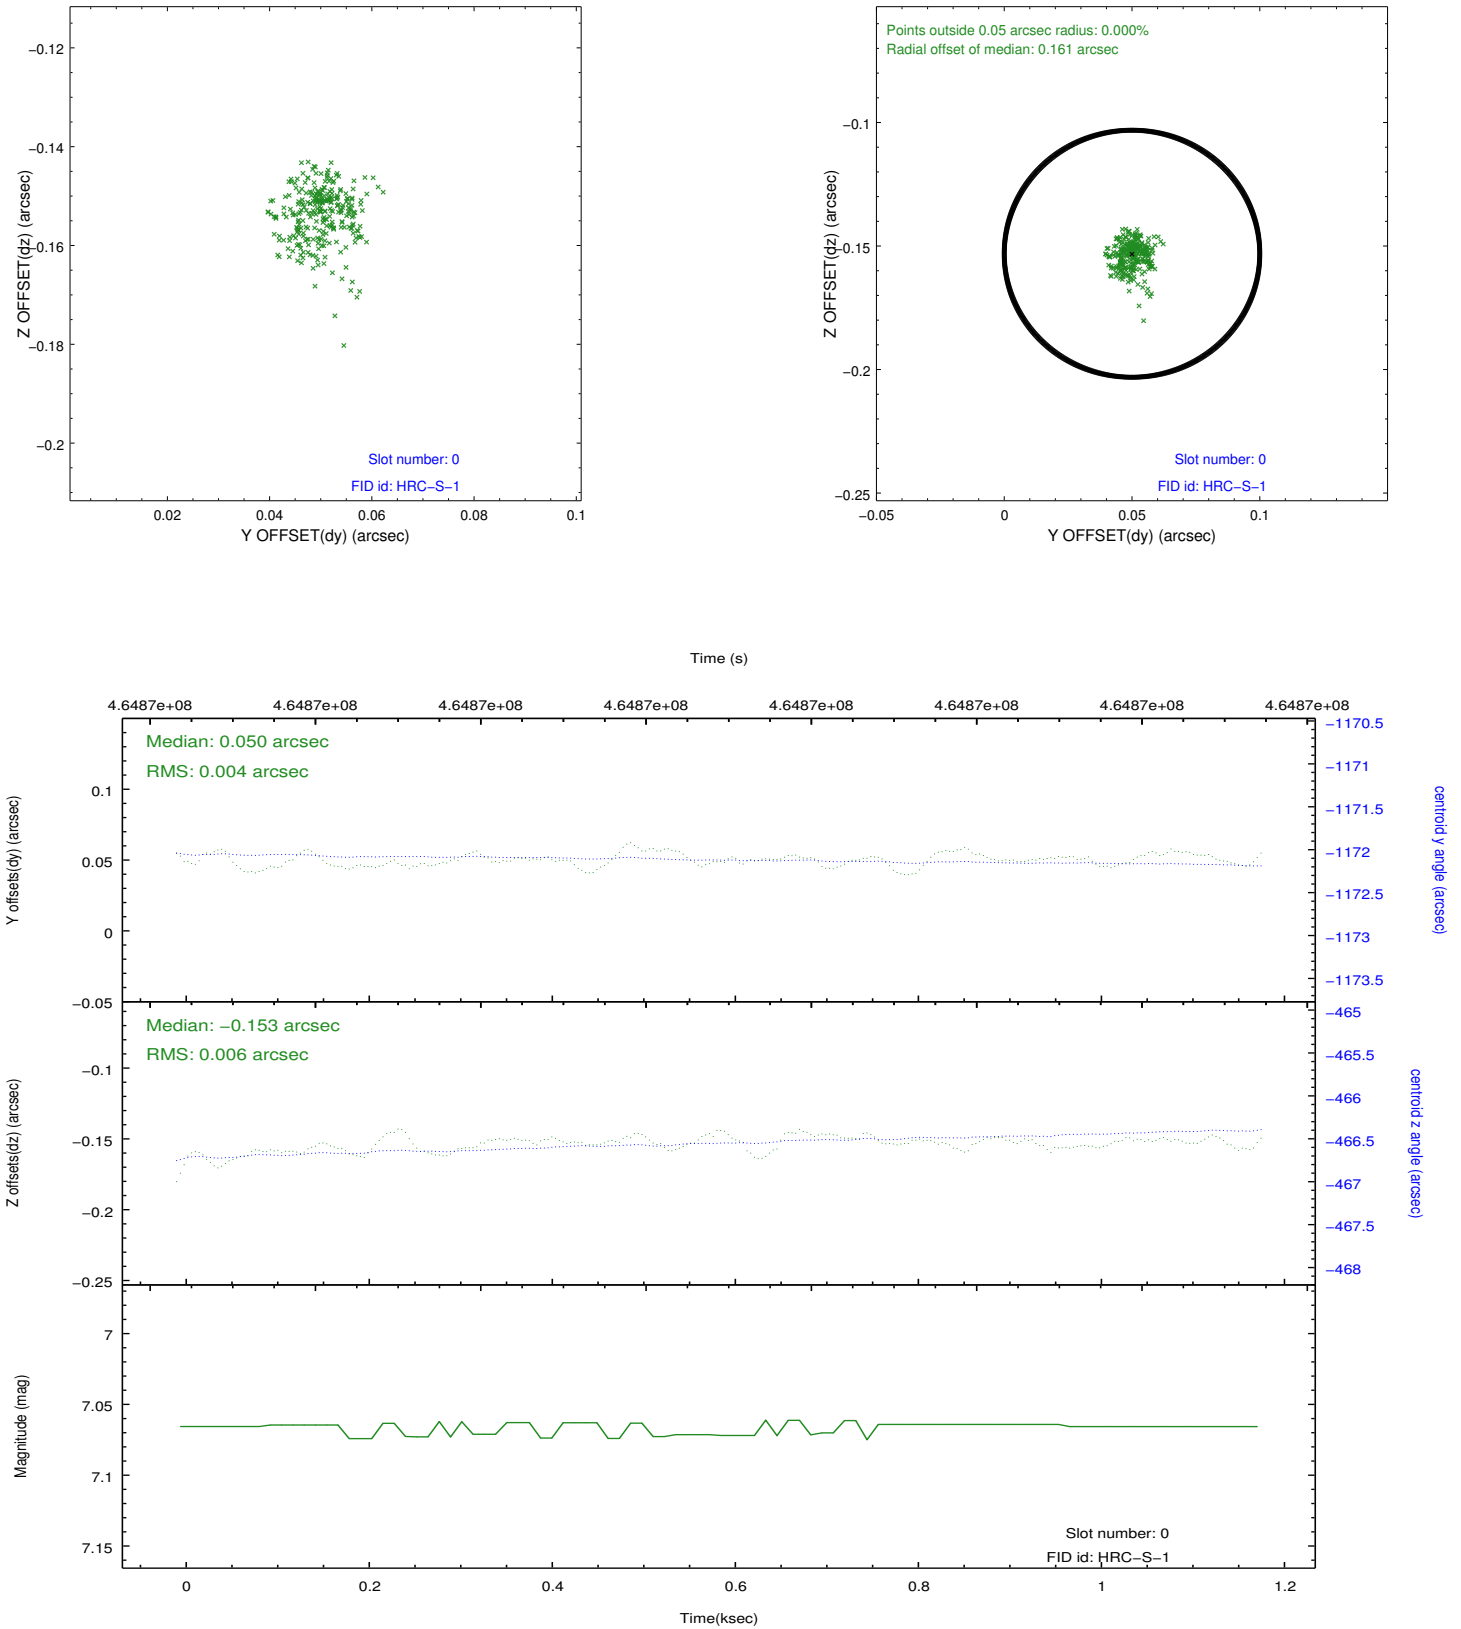 −0.12
−0.14
−0.16
−0.18
−0.2
Z OFFSET(dz) (arcsec)
Slot number: 0
FID id: HRC−S−1
0.02 0.04 0.06 0.08 0.1
Y OFFSET(dy) (arcsec)
Points outside 0.05 arcsec radius: 0.000%
Radial offset of median: 0.161 arcsec
−0.1
−0.15
−0.2
−0.25
Z OFFSET(dz) (arcsec)
Slot number: 0
FID id: HRC−S−1
−0.05 0 0.05 0.1
Y OFFSET(dy) (arcsec)
Time (s)
4.6487e+08 4.6487e+08 4.6487e+08 4.6487e+08 4.6487e+08 4.6487e+08 4.6487e+08 4.6487e+08
Median: 0.050 arcsec
RMS: 0.004 arcsec
0.1
0.05
0
−0.05
Y offsets(dy) (arcsec)
−1170.5
−1171
−1171.5
−1172
−1172.5
−1173
−1173.5
centroid y angle (arcsec)
Median: −0.153 arcsec
RMS: 0.006 arcsec
−0.1
−0.15
−0.2
−0.25
Z offsets(dz) (arcsec)
−465
−465.5
−466
−466.5
−467
−467.5
−468
centroid z angle (arcsec)
7
7.05
7.1
7.15
Magnitude (mag)
Slot number: 0
FID id: HRC−S−1
0 0.2 0.4 0.6 0.8 1 1.2
Time(ksec)